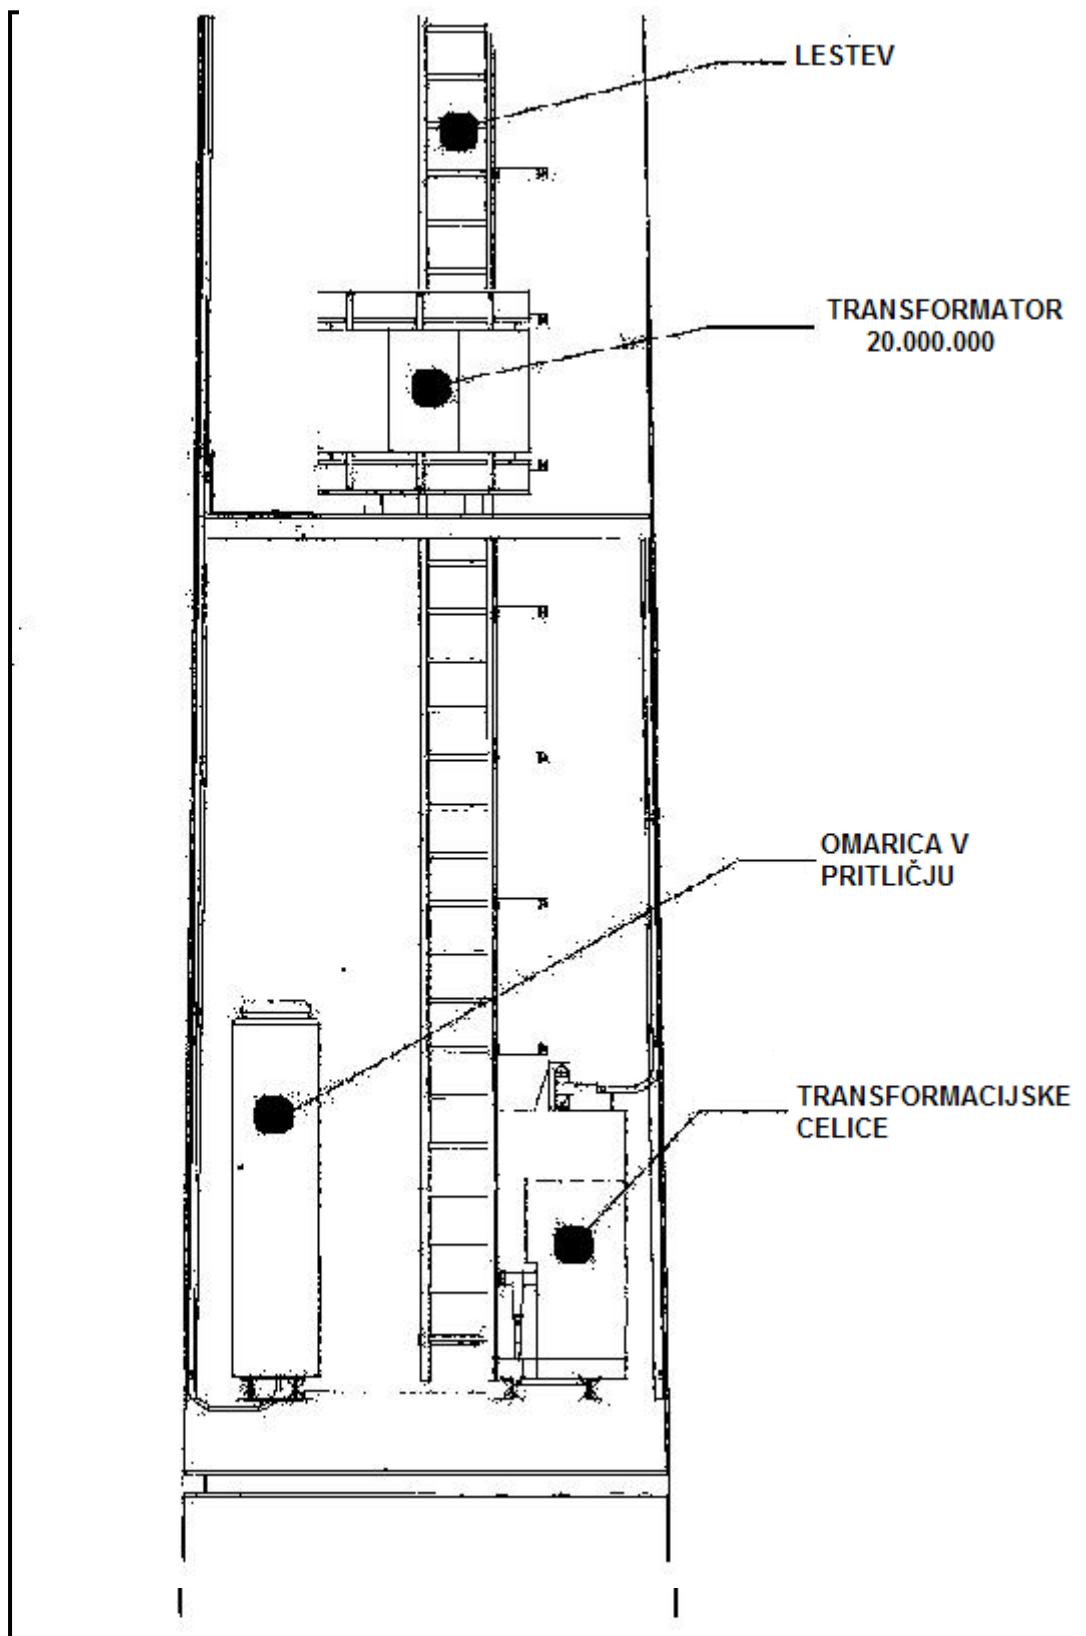 LESTEV
TRANSFORMATOR
20.000.000
OMARICA V
PRITLIČJU
TRANSFORMACIJSKE
CELICE